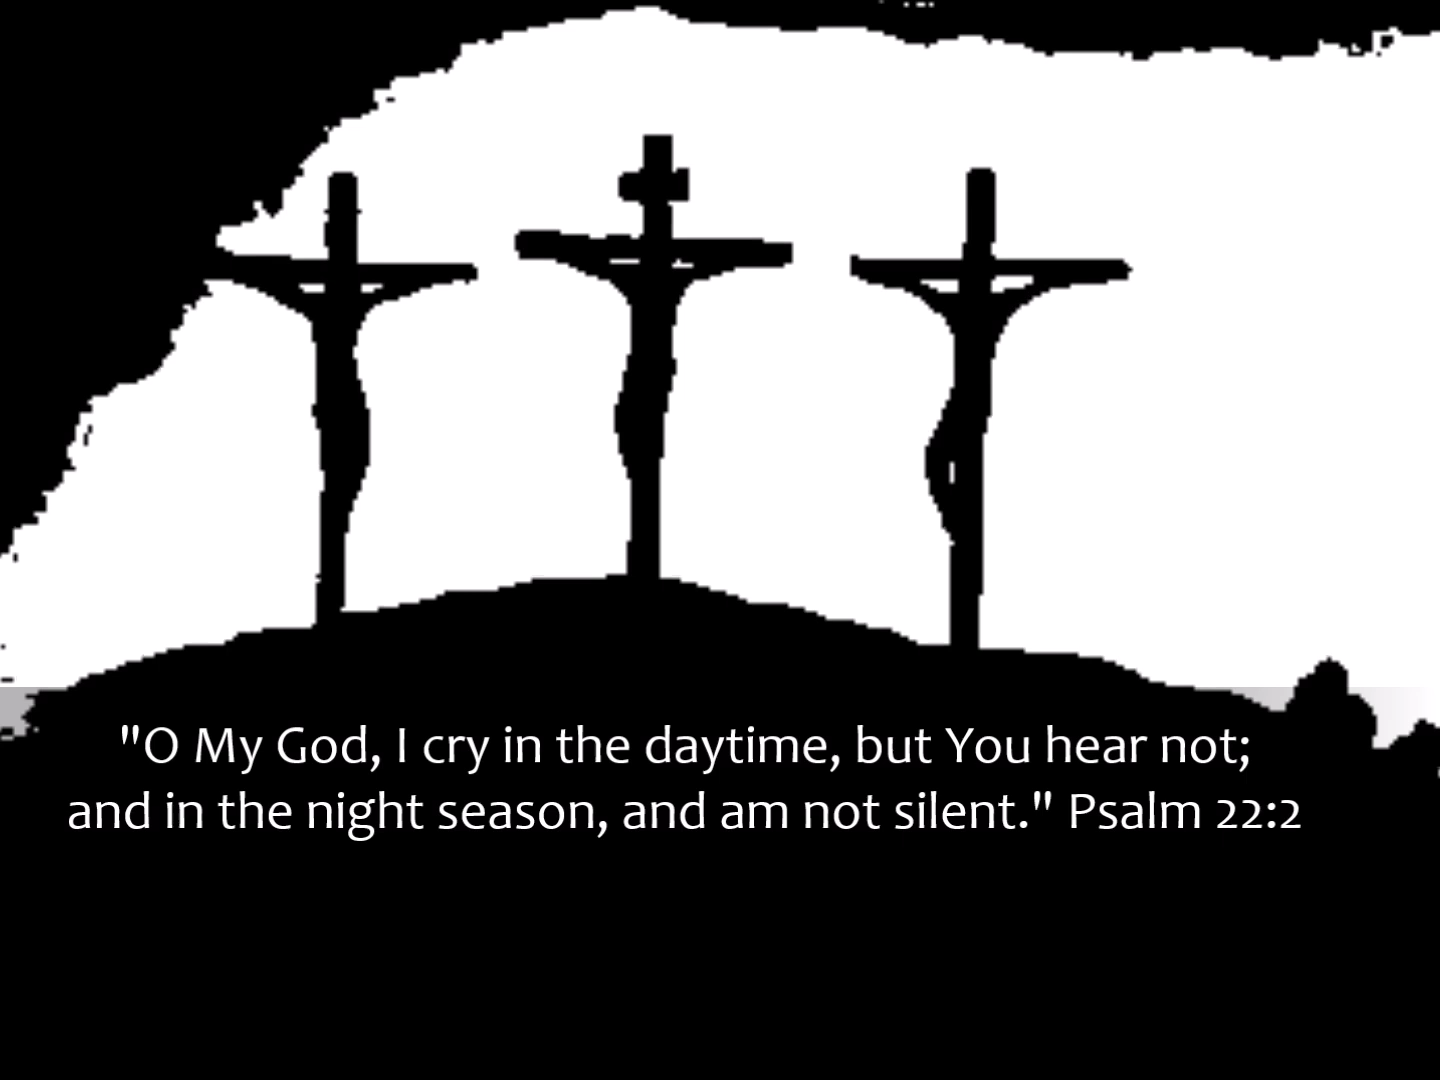 "O My God, I cry in the daytime, but You hear not;
and in the night season, and am not silent." Psalm 22:2